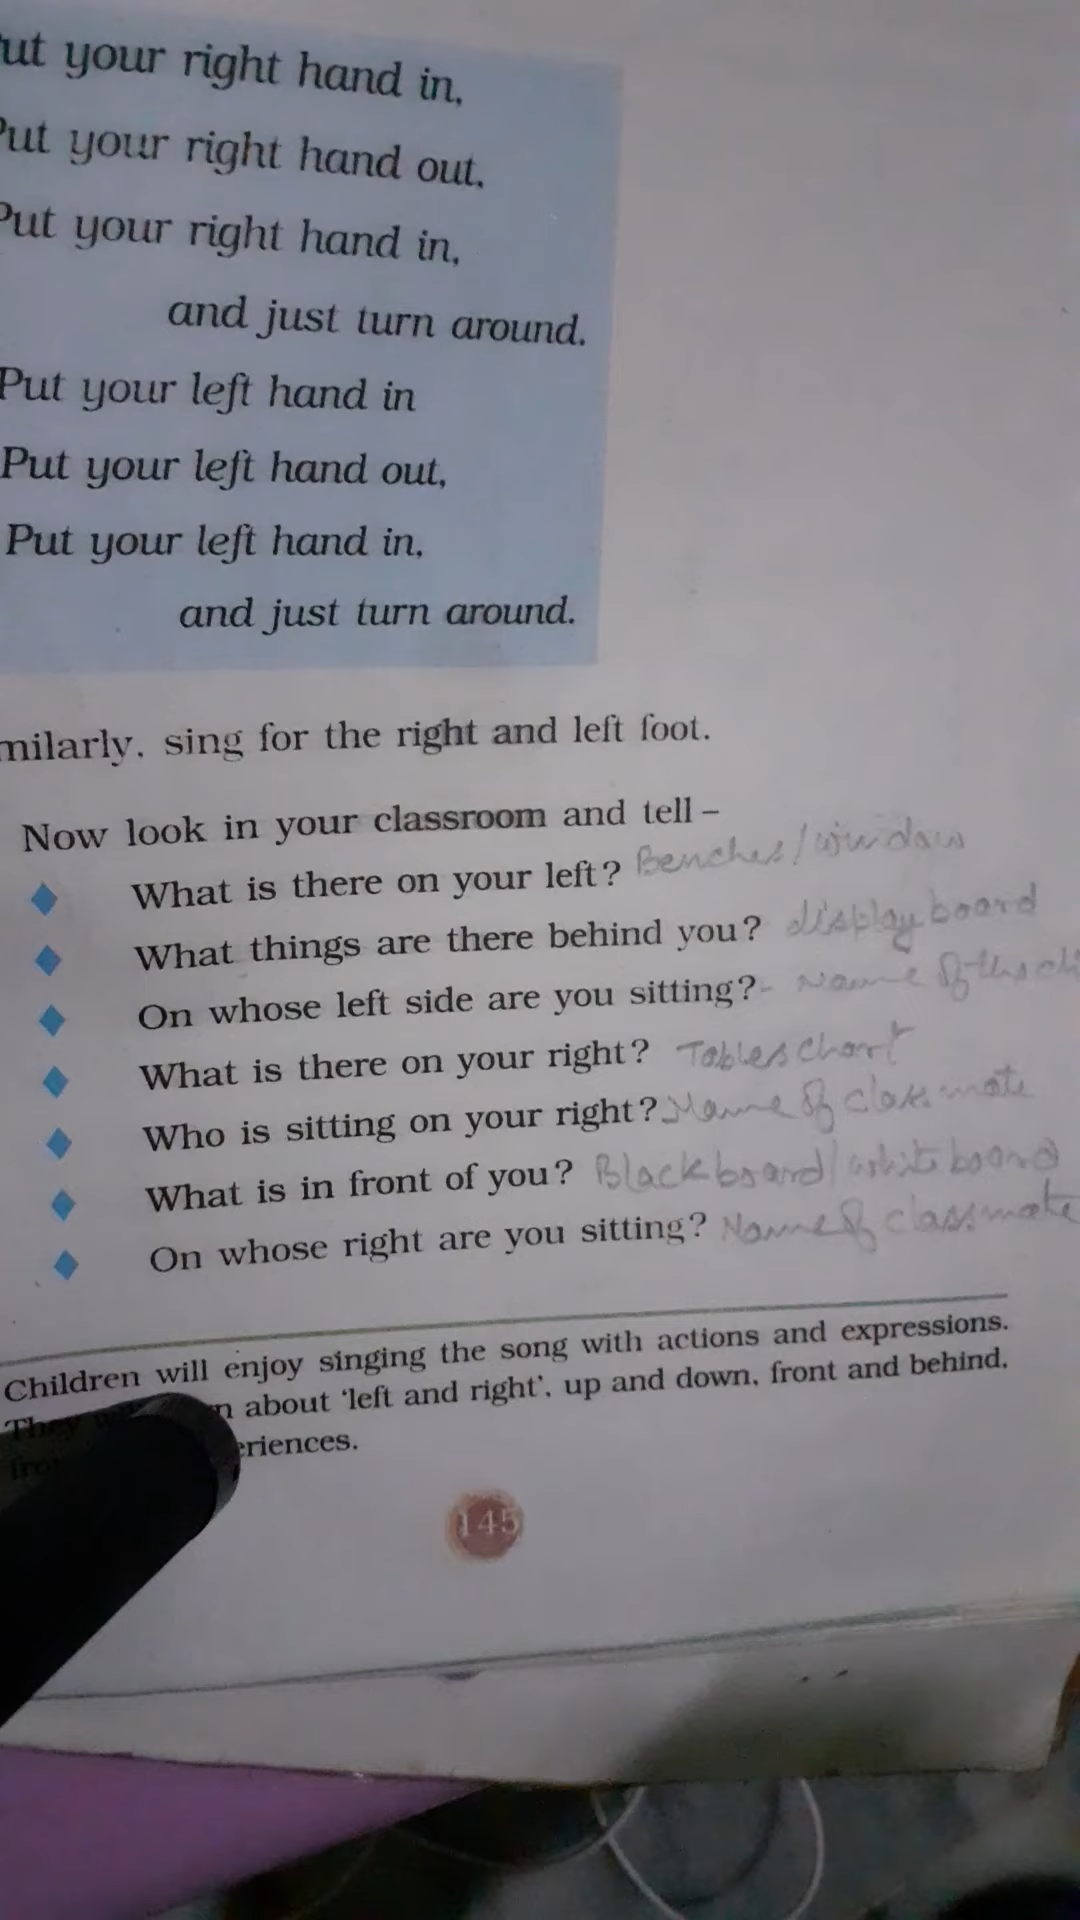 ut your right hand in,
Put your right hand out,
Put your right hand in,
and just turn around.
Put your left hand in
Put your left hand out,
Put your left hand in,
and just turn around.
milarly, sing for the right and left foot.
Now look in your classroom and tell –
What is there on your left? Benches/window
What things are there behind you? display board
On whose left side are you sitting? - Name of the
What is there on your right? Tables chart
Who is sitting on your right? Name of classmate
What is in front of you? Blackboard/whiteboard
On whose right are you sitting? Name of classmate
Children will enjoy singing the song with actions and expressions.
They about 'left and right', up and down, front and behind,
eriences.
145